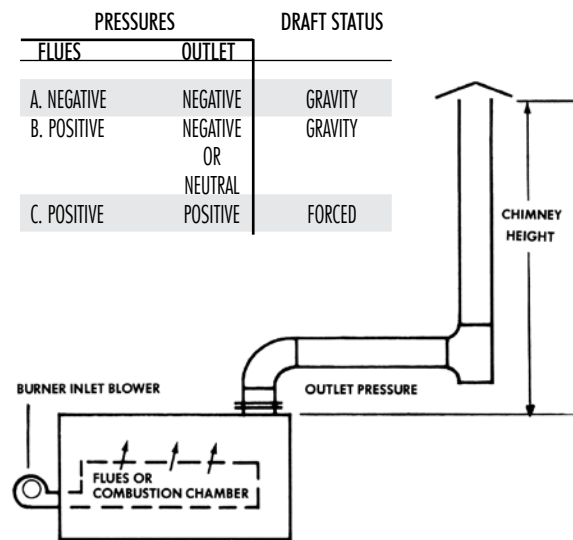 PRESSURES DRAFT STATUS
FLUES OUTLET
A. NEGATIVE NEGATIVE GRAVITY
B. POSITIVE NEGATIVE GRAVITY
OR
NEUTRAL
C. POSITIVE POSITIVE FORCED
CHIMNEY
HEIGHT
BURNER INLET BLOWER
OUTLET PRESSURE
FLUES OR
COMBUSTION CHAMBER